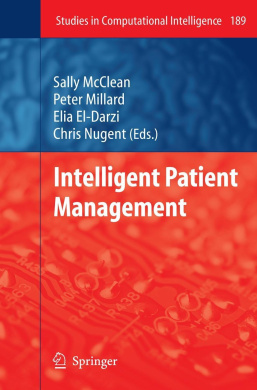 Studies in Computational Intelligence 189
Sally McClean
Peter Millard
Elia El-Darzi
Chris Nugent (Eds.)
Intelligent Patient
Management
Springer